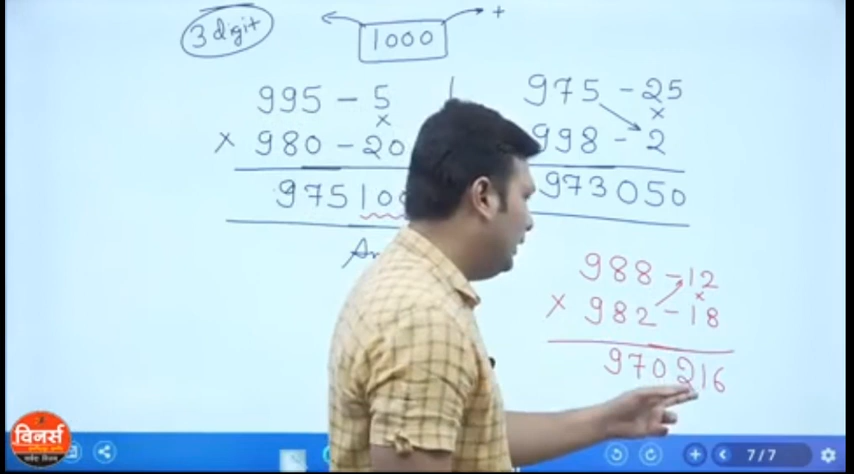 3 digit
1000 +
995 - 5
×
× 980 - 20
975100
975 - 25
×
998 - 2
973050
988 - 12
×
× 982 - 18
970216
विनर्स
7/7